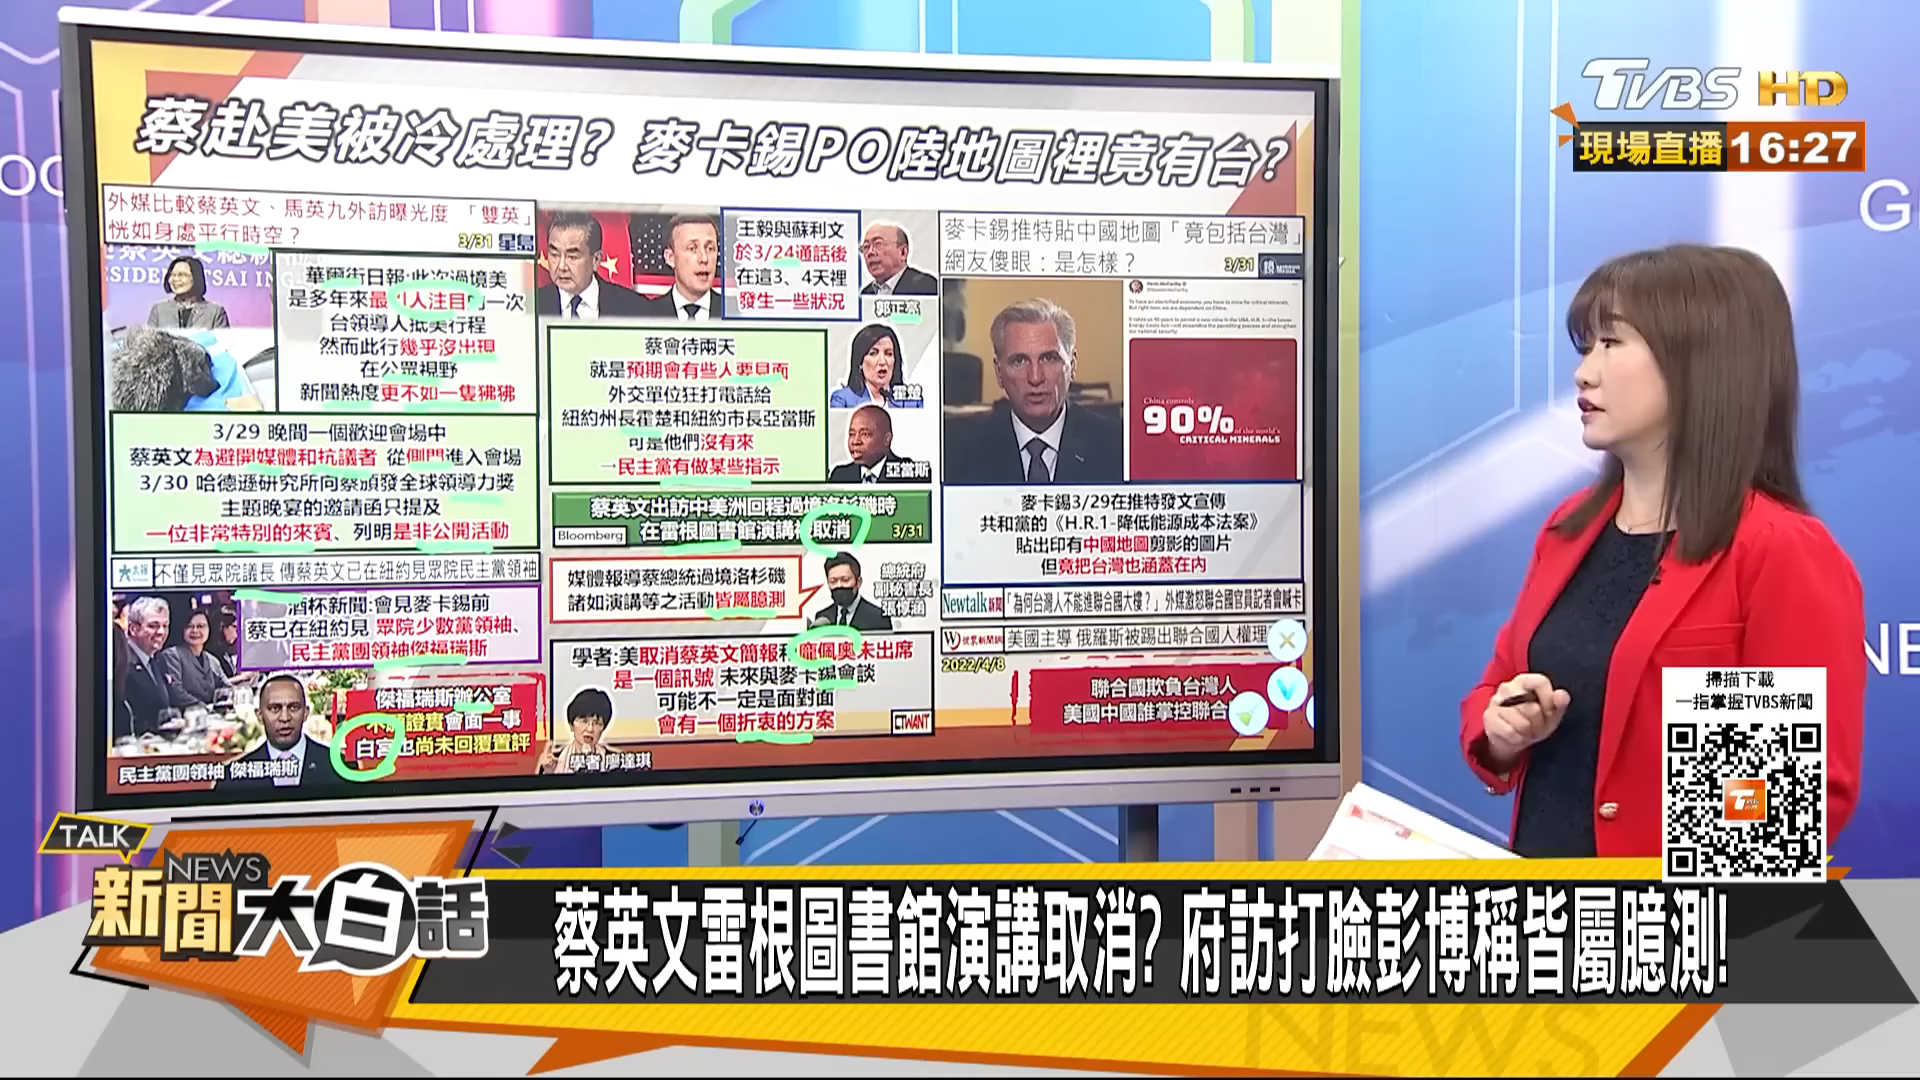 TVBS HD
現場直播 16:27
蔡赴美被冷處理? 麥卡錫PO陸地圖裡竟有台?
外媒比較蔡英文、馬英九外訪曝光度 「雙英」
恍如身處平行時空?
3/31 星島
華爾街日報:此次過境美
是多年來最引人注目的一次
台領導人抵美行程
然而此行幾乎沒出現
在公眾視野
新聞熱度更不如一隻狒狒
3/29 晚間一個歡迎會場中
蔡英文為避開媒體和抗議者 從側門進入會場
3/30 哈德遜研究所向蔡頒發全球領導力獎
主題晚宴的邀請函只提及
一位非常特別的來賓、列明是非公開活動
太報 不僅見眾院議長 傳蔡英文已在紐約見眾院民主黨領袖
酒杯新聞:會見麥卡錫前
蔡已在紐約見 眾院少數黨領袖、
民主黨團領袖傑福瑞斯
傑福瑞斯辦公室
不願證實會面一事
白宮也尚未回覆置評
民主黨團領袖 傑福瑞斯
王毅與蘇利文
於3/24通話後
在這3、4天裡
發生一些狀況
郭正亮
蔡會待兩天
就是預期會有些人要見面
外交單位狂打電話給
紐約州長霍楚和紐約市長亞當斯
可是他們沒有來
→民主黨有做某些指示
霍楚
亞當斯
蔡英文出訪中美洲回程過境洛杉磯時
在雷根圖書館演講被取消
Bloomberg 3/31
媒體報導蔡總統過境洛杉磯
諸如演講等之活動皆屬臆測
總統府
副秘書長
張惇涵
學者:美取消蔡英文簡報和龐佩奧未出席
是一個訊號 未來與麥卡錫會談
可能不一定是面對面
會有一個折衷的方案
CTWANT
學者 廖達琪
麥卡錫推特貼中國地圖「竟包括台灣」
網友傻眼:是怎樣?
3/31
China controls
90%
of the world's
CRITICAL MINERALS
麥卡錫3/29在推特發文宣傳
共和黨的《H.R.1-降低能源成本法案》
貼出印有中國地圖剪影的圖片
但竟把台灣也涵蓋在內
Newtalk新聞 「為何台灣人不能進聯合國大樓?」外媒激怒聯合國官員記者會喊卡
美國主導 俄羅斯被踢出聯合國人權理
2022/4/8
聯合國欺負台灣人
美國中國誰掌控聯合
掃描下載
一指掌握TVBS新聞
TALK
NEWS
新聞大白話
蔡英文雷根圖書館演講取消? 府訪打臉彭博稱皆屬臆測!
NEWS